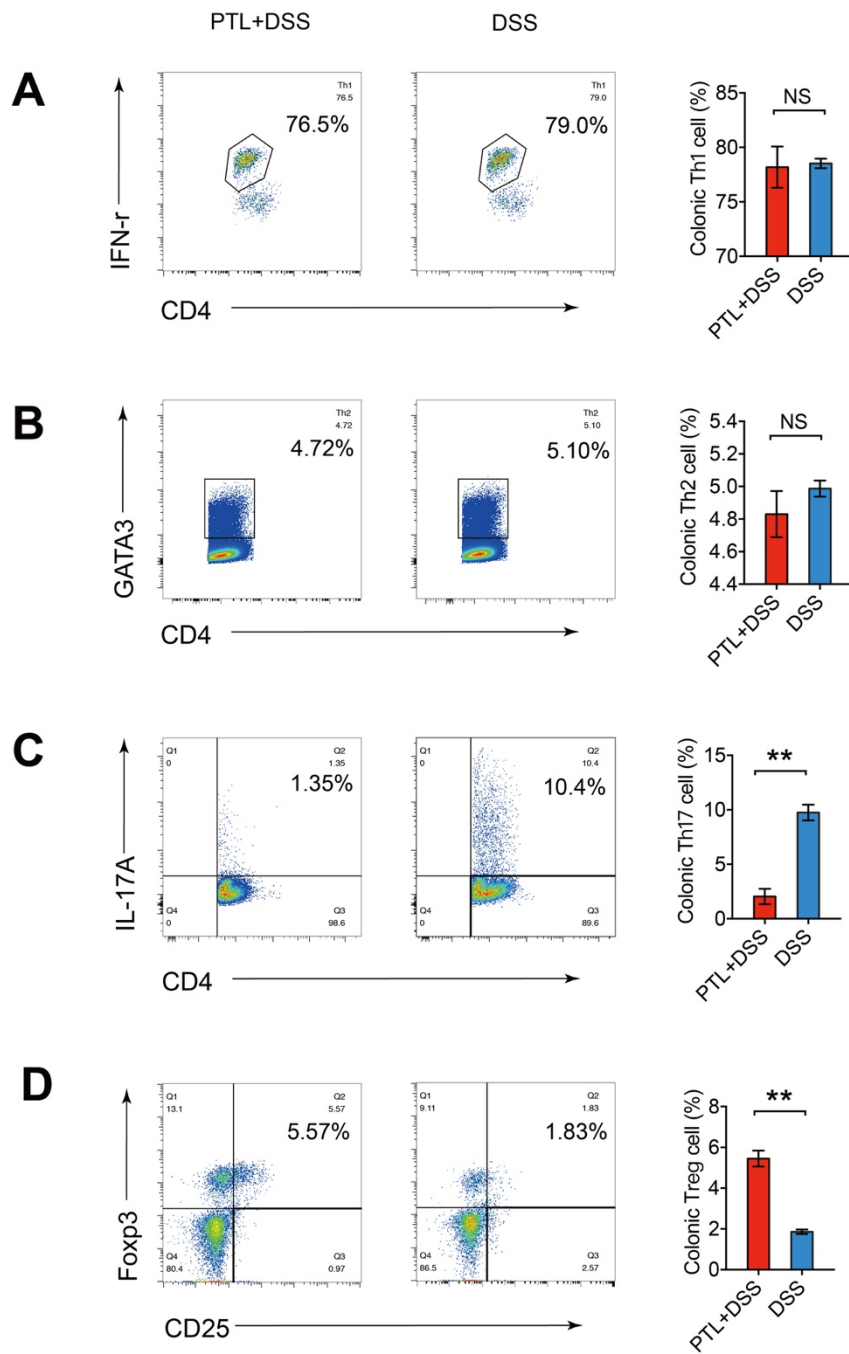 PTL+DSS DSS
A
Th1
76.5
76.5%
Th1
79.0
79.0%
IFN-r
CD4
Colonic Th1 cell (%)
85
80
75
70
NS
PTL+DSS
DSS
B
Th2
4.72
4.72%
Th2
5.10
5.10%
GATA3
CD4
Colonic Th2 cell (%)
5.4
5.2
5.0
4.8
4.6
4.4
NS
PTL+DSS
DSS
C
Q1
0
Q2
1.35
1.35%
Q4
0
Q3
98.6
Q1
0
Q2
10.4
10.4%
Q4
0
Q3
89.6
IL-17A
CD4
Colonic Th17 cell (%)
15
10
5
0
**
PTL+DSS
DSS
D
Q1
13.1
Q2
5.57
5.57%
Q4
80.4
Q3
0.97
Q1
9.11
Q2
1.83
1.83%
Q4
86.5
Q3
2.57
Foxp3
CD25
Colonic Treg cell (%)
8
6
4
2
0
**
PTL+DSS
DSS